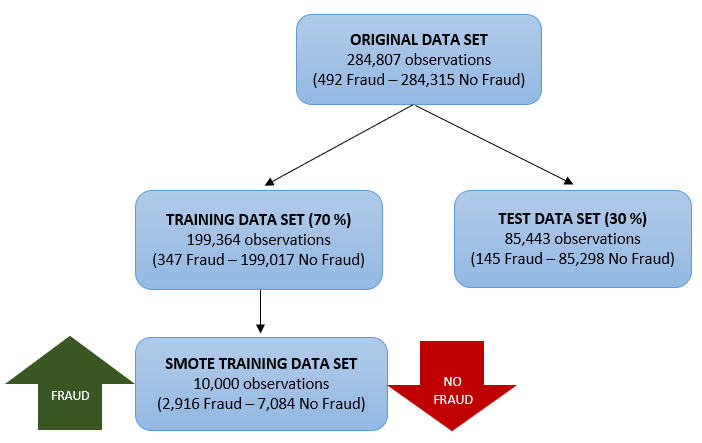 ORIGINAL DATA SET
284,807 observations
(492 Fraud – 284,315 No Fraud)
TRAINING DATA SET (70 %)
199,364 observations
(347 Fraud – 199,017 No Fraud)
TEST DATA SET (30 %)
85,443 observations
(145 Fraud – 85,298 No Fraud)
FRAUD
SMOTE TRAINING DATA SET
10,000 observations
(2,916 Fraud – 7,084 No Fraud)
NO
FRAUD